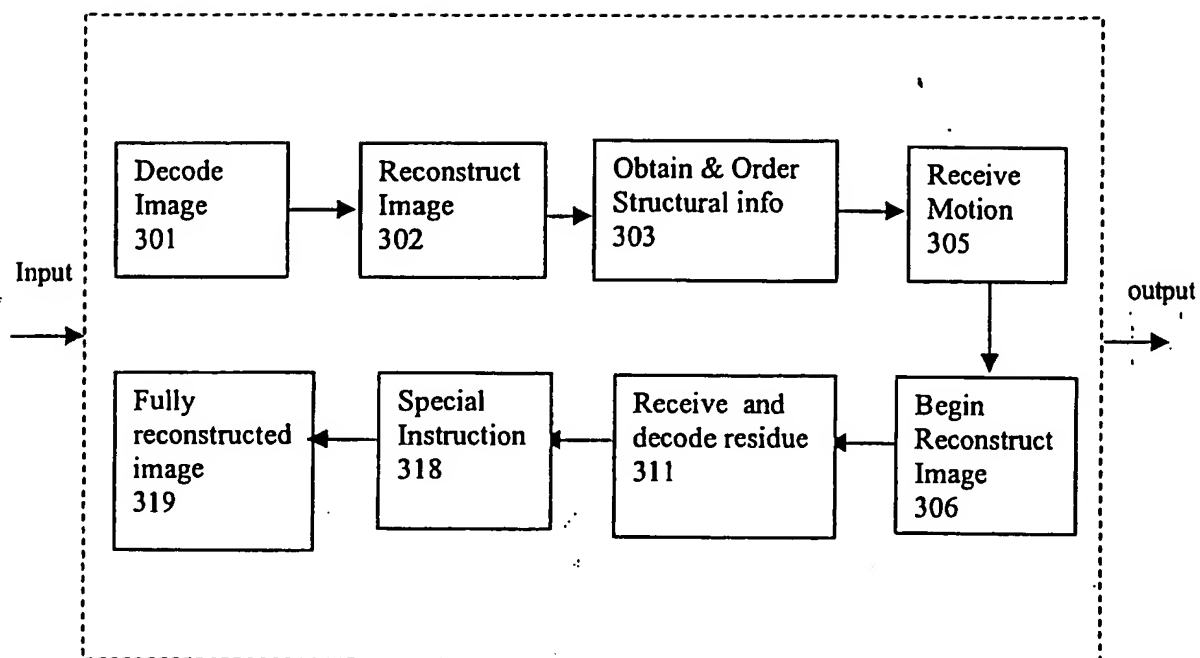 Decode
Image
301
Reconstruct
Image
302
Obtain & Order
Structural info
303
Receive
Motion
305
Input
output
Fully
reconstructed
image
319
Special
Instruction
318
Receive and
decode residue
311
Begin
Reconstruct
Image
306